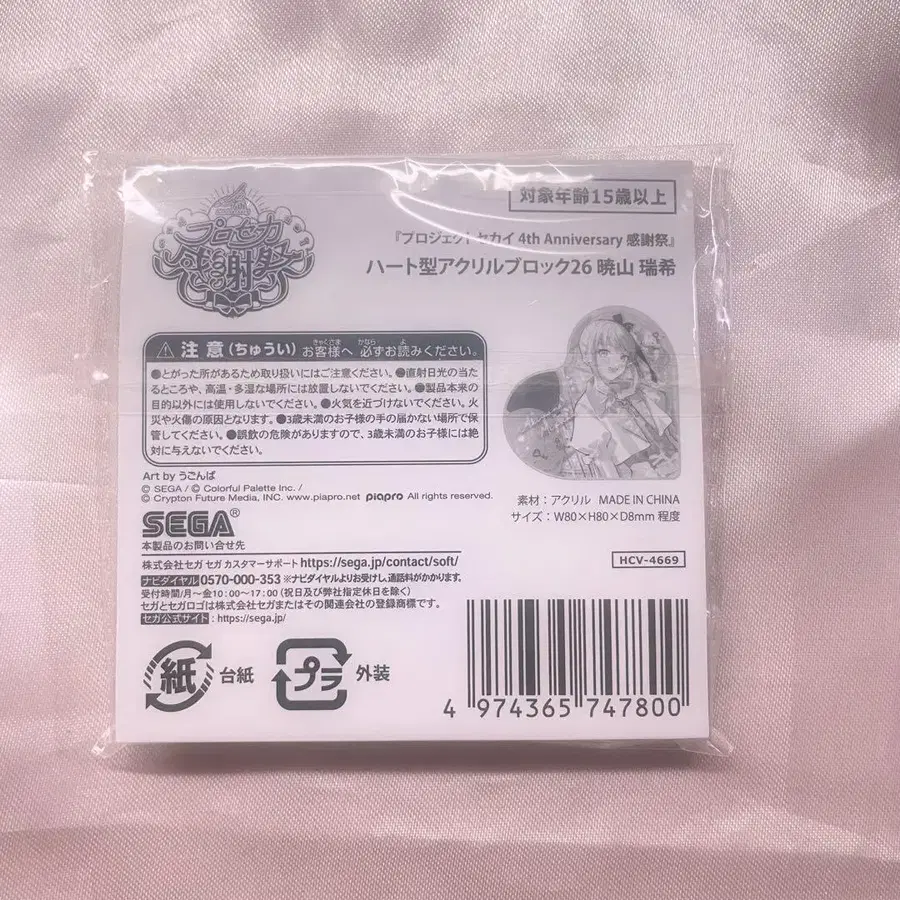 プロセカ
感謝祭
対象年齢15歳以上
『プロジェクトセカイ 4th Anniversary 感謝祭』
ハート型アクリルブロック26 暁山 瑞希
注意(ちゅうい) お客様へ 必ずお読みください。
きゃくさま かなら よ
●とがった所があるため取り扱いにはご注意ください。●直射日光の当た
るところや、高温・多湿な場所には放置しないでください。●製品本来の
目的以外には使用しないでください。●火気を近づけないでください。火
災や火傷の原因となります。●3歳未満のお子様の手の届かない場所で保
管してください。●誤飲の危険がありますので、3歳未満のお子様には絶
対に与えないでください。
Art by うごんば
© SEGA / © Colorful Palette Inc. /
© Crypton Future Media, INC. www.piapro.net piapro All rights reserved.
素材：アクリル MADE IN CHINA
サイズ：W80×H80×D8mm 程度
SEGA®
本製品のお問い合せ先
株式会社セガ セガ カスタマーサポート https://sega.jp/contact/soft/
ナビダイヤル 0570-000-353 ※ナビダイヤルよりお受けし、通話料がかかります。
受付時間/月～金10:00～17:00 (祝日及び弊社指定休日を除く)
セガとセガロゴは株式会社セガまたはその関連会社の登録商標です。
セガ公式サイト：https://sega.jp/
HCV-4669
紙 台紙
プラ 外装
4 974365 747800